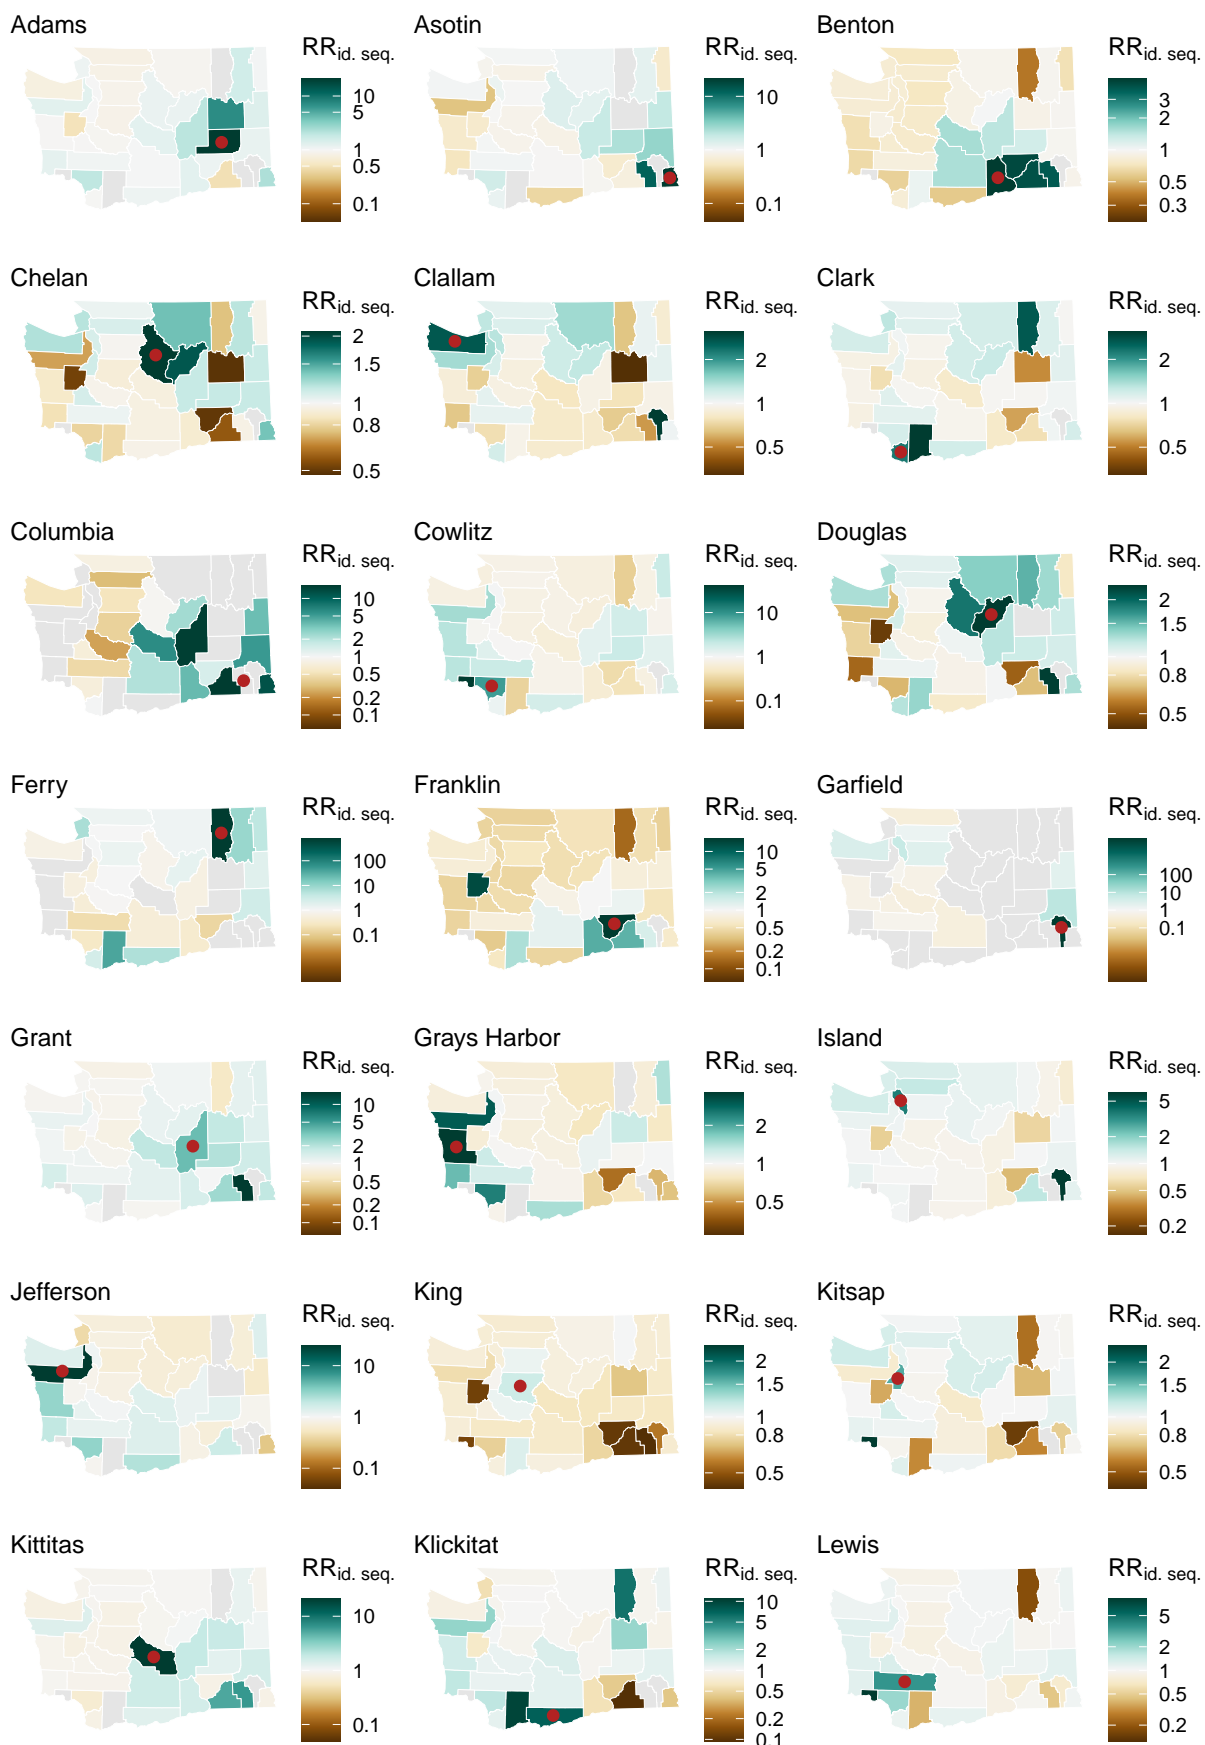 Adams
Asotin
Benton
RRid. seq.
10
5
1
0.5
0.1
RRid. seq.
10
1
0.1
RRid. seq.
3
2
1
0.5
0.3
Chelan
Clallam
Clark
RRid. seq.
2
1.5
1
0.8
0.5
RRid. seq.
2
1
0.5
RRid. seq.
2
1
0.5
Columbia
Cowlitz
Douglas
RRid. seq.
10
5
2
1
0.5
0.2
0.1
RRid. seq.
10
1
0.1
RRid. seq.
2
1.5
1
0.8
0.5
Ferry
Franklin
Garfield
RRid. seq.
100
10
1
0.1
RRid. seq.
10
5
2
1
0.5
0.2
0.1
RRid. seq.
100
10
1
0.1
Grant
Grays Harbor
Island
RRid. seq.
10
5
2
1
0.5
0.2
0.1
RRid. seq.
2
1
0.5
RRid. seq.
5
2
1
0.5
0.2
Jefferson
King
Kitsap
RRid. seq.
10
1
0.1
RRid. seq.
2
1.5
1
0.8
0.5
RRid. seq.
2
1.5
1
0.8
0.5
Kittitas
Klickitat
Lewis
RRid. seq.
10
1
0.1
RRid. seq.
10
5
2
1
0.5
0.2
0.1
RRid. seq.
5
2
1
0.5
0.2